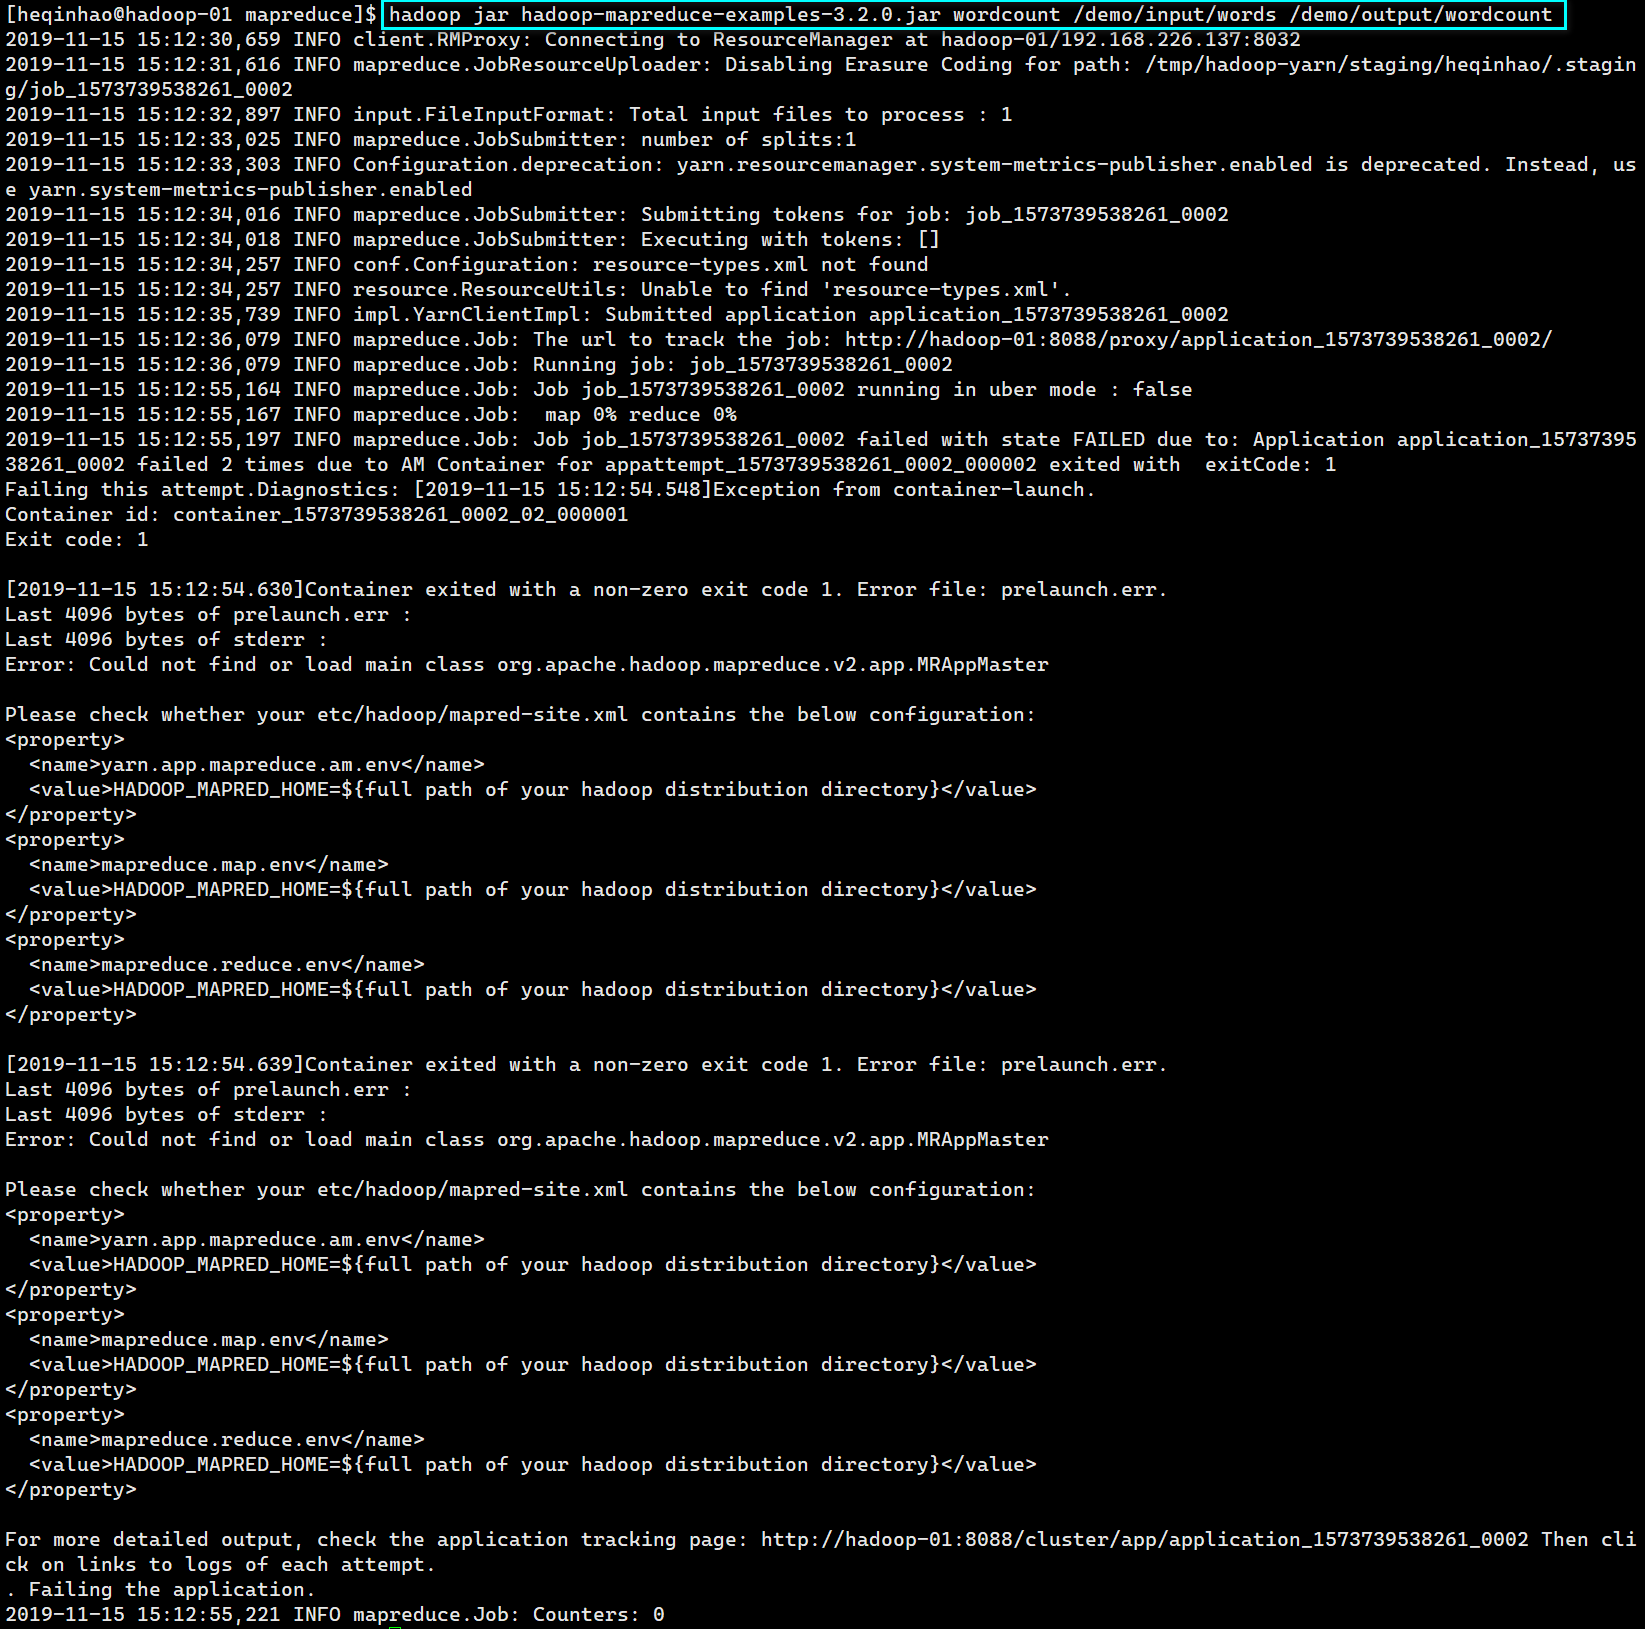 [heqinhao@hadoop-01 mapreduce]$ hadoop jar hadoop-mapreduce-examples-3.2.0.jar wordcount /demo/input/words /demo/output/wordcount
2019-11-15 15:12:30,659 INFO client.RMProxy: Connecting to ResourceManager at hadoop-01/192.168.226.137:8032
2019-11-15 15:12:31,616 INFO mapreduce.JobResourceUploader: Disabling Erasure Coding for path: /tmp/hadoop-yarn/staging/heqinhao/.stagin
g/job_1573739538261_0002
2019-11-15 15:12:32,897 INFO input.FileInputFormat: Total input files to process : 1
2019-11-15 15:12:33,025 INFO mapreduce.JobSubmitter: number of splits:1
2019-11-15 15:12:33,303 INFO Configuration.deprecation: yarn.resourcemanager.system-metrics-publisher.enabled is deprecated. Instead, us
e yarn.system-metrics-publisher.enabled
2019-11-15 15:12:34,016 INFO mapreduce.JobSubmitter: Submitting tokens for job: job_1573739538261_0002
2019-11-15 15:12:34,018 INFO mapreduce.JobSubmitter: Executing with tokens: []
2019-11-15 15:12:34,257 INFO conf.Configuration: resource-types.xml not found
2019-11-15 15:12:34,257 INFO resource.ResourceUtils: Unable to find 'resource-types.xml'.
2019-11-15 15:12:35,739 INFO impl.YarnClientImpl: Submitted application application_1573739538261_0002
2019-11-15 15:12:36,079 INFO mapreduce.Job: The url to track the job: http://hadoop-01:8088/proxy/application_1573739538261_0002/
2019-11-15 15:12:36,079 INFO mapreduce.Job: Running job: job_1573739538261_0002
2019-11-15 15:12:55,164 INFO mapreduce.Job: Job job_1573739538261_0002 running in uber mode : false
2019-11-15 15:12:55,167 INFO mapreduce.Job:  map 0% reduce 0%
2019-11-15 15:12:55,197 INFO mapreduce.Job: Job job_1573739538261_0002 failed with state FAILED due to: Application application_15737395
38261_0002 failed 2 times due to AM Container for appattempt_1573739538261_0002_000002 exited with  exitCode: 1
Failing this attempt.Diagnostics: [2019-11-15 15:12:54.548]Exception from container-launch.
Container id: container_1573739538261_0002_02_000001
Exit code: 1
[2019-11-15 15:12:54.630]Container exited with a non-zero exit code 1. Error file: prelaunch.err.
Last 4096 bytes of prelaunch.err :
Last 4096 bytes of stderr :
Error: Could not find or load main class org.apache.hadoop.mapreduce.v2.app.MRAppMaster
Please check whether your etc/hadoop/mapred-site.xml contains the below configuration:
<property>
  <name>yarn.app.mapreduce.am.env</name>
  <value>HADOOP_MAPRED_HOME=${full path of your hadoop distribution directory}</value>
</property>
<property>
  <name>mapreduce.map.env</name>
  <value>HADOOP_MAPRED_HOME=${full path of your hadoop distribution directory}</value>
</property>
<property>
  <name>mapreduce.reduce.env</name>
  <value>HADOOP_MAPRED_HOME=${full path of your hadoop distribution directory}</value>
</property>
[2019-11-15 15:12:54.639]Container exited with a non-zero exit code 1. Error file: prelaunch.err.
Last 4096 bytes of prelaunch.err :
Last 4096 bytes of stderr :
Error: Could not find or load main class org.apache.hadoop.mapreduce.v2.app.MRAppMaster
Please check whether your etc/hadoop/mapred-site.xml contains the below configuration:
<property>
  <name>yarn.app.mapreduce.am.env</name>
  <value>HADOOP_MAPRED_HOME=${full path of your hadoop distribution directory}</value>
</property>
<property>
  <name>mapreduce.map.env</name>
  <value>HADOOP_MAPRED_HOME=${full path of your hadoop distribution directory}</value>
</property>
<property>
  <name>mapreduce.reduce.env</name>
  <value>HADOOP_MAPRED_HOME=${full path of your hadoop distribution directory}</value>
</property>
For more detailed output, check the application tracking page: http://hadoop-01:8088/cluster/app/application_1573739538261_0002 Then cli
ck on links to logs of each attempt.
. Failing the application.
2019-11-15 15:12:55,221 INFO mapreduce.Job: Counters: 0